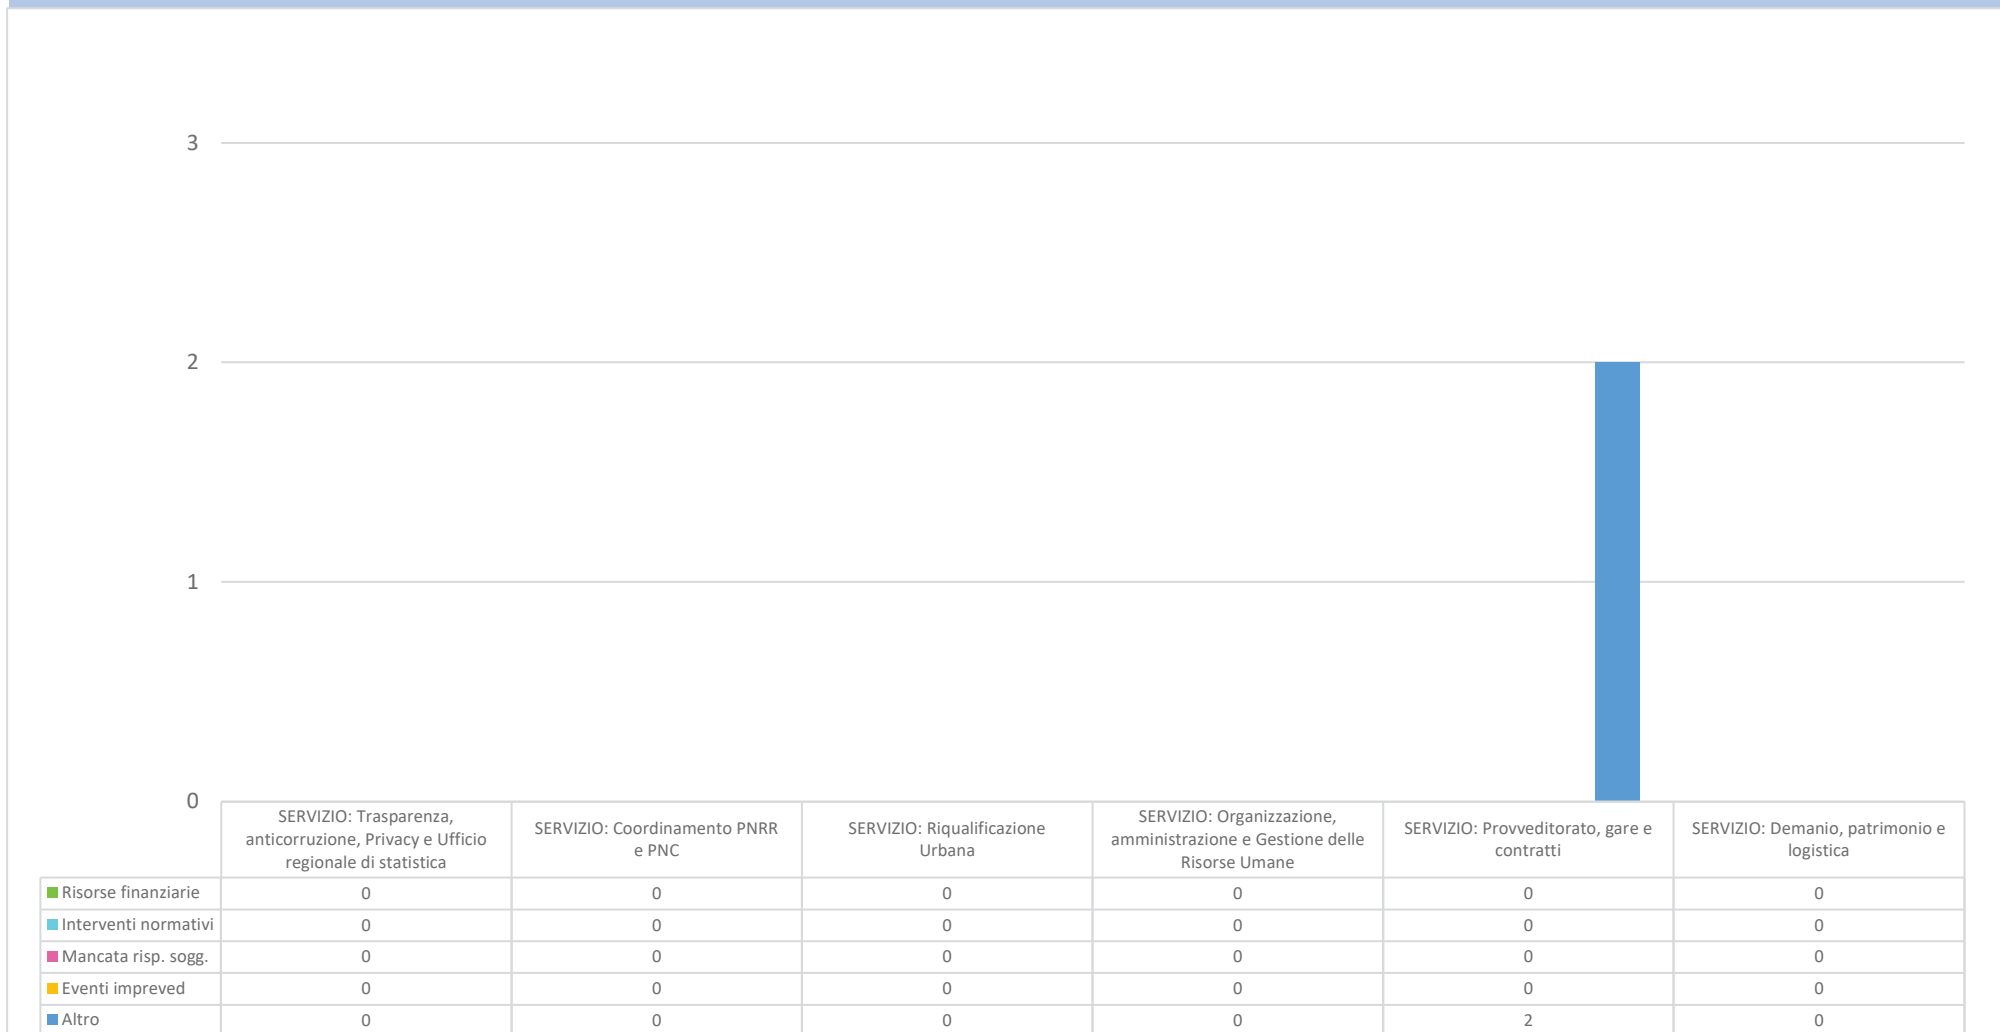 3
2
1
0
SERVIZIO: Trasparenza,
anticorruzione, Privacy e Ufficio
regionale di statistica
SERVIZIO: Coordinamento PNRR
e PNC
SERVIZIO: Riqualificazione
Urbana
SERVIZIO: Organizzazione,
amministrazione e Gestione delle
Risorse Umane
SERVIZIO: Provveditorato, gare e
contratti
SERVIZIO: Demanio, patrimonio e
logistica
Risorse finanziarie 0 0 0 0 0 0
Interventi normativi 0 0 0 0 0 0
Mancata risp. sogg. 0 0 0 0 0 0
Eventi impreved 0 0 0 0 0 0
Altro 0 0 0 0 2 0